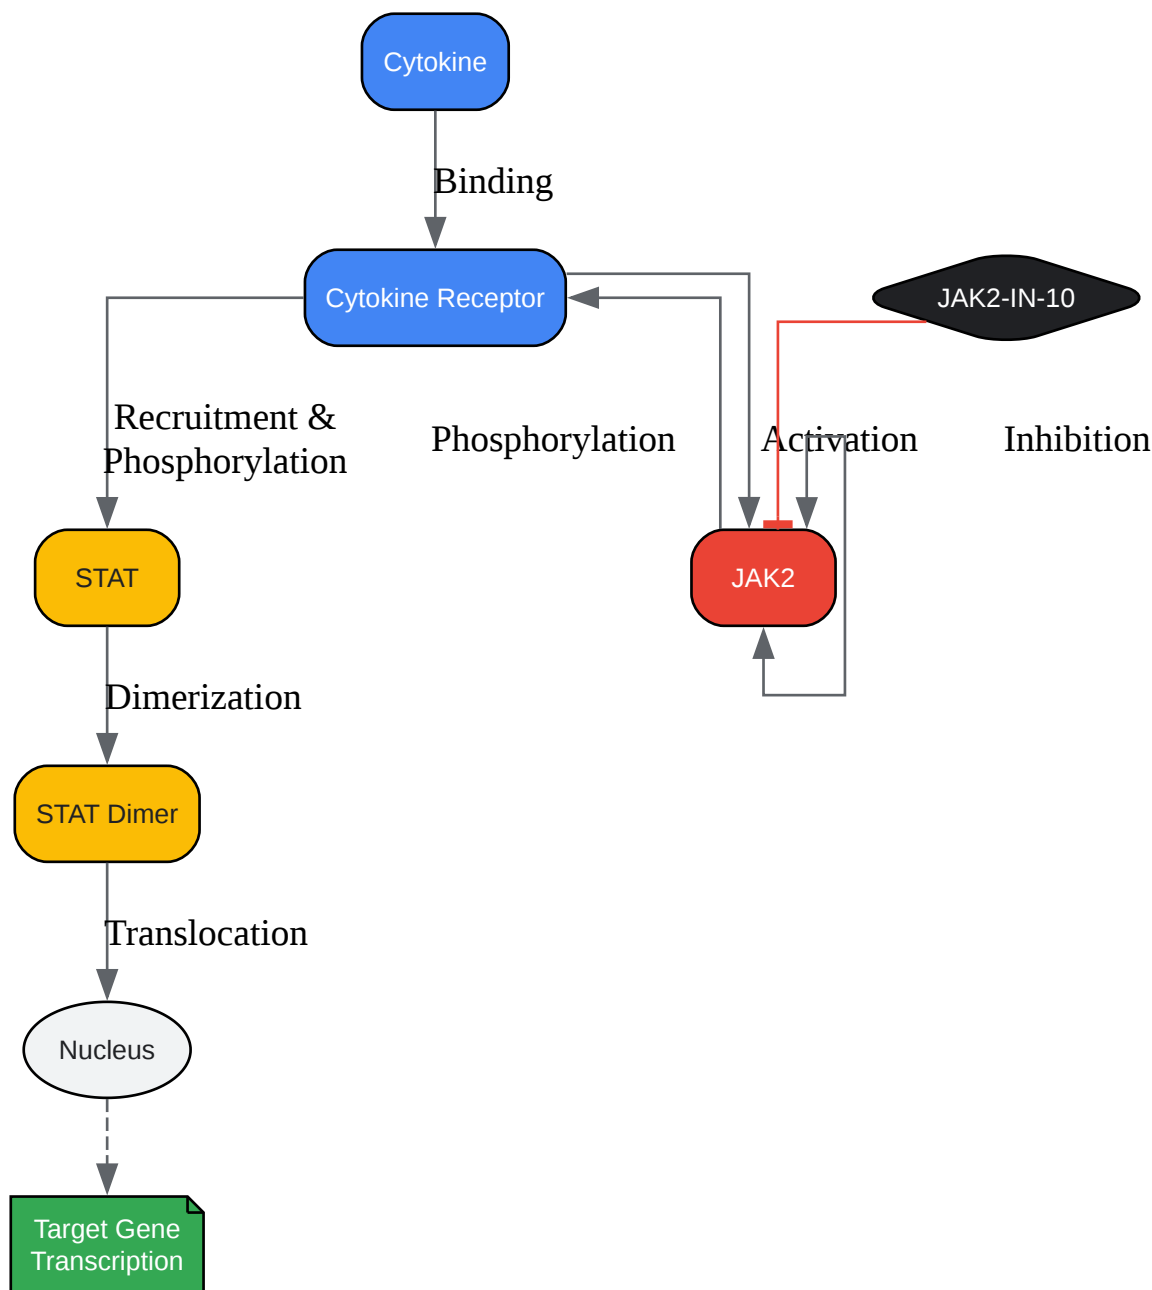 Cytokine
Binding
Cytokine Receptor
JAK2-IN-10
Recruitment &
Phosphorylation
Phosphorylation
Activation
Inhibition
STAT
JAK2
Dimerization
STAT Dimer
Translocation
Nucleus
Target Gene
Transcription